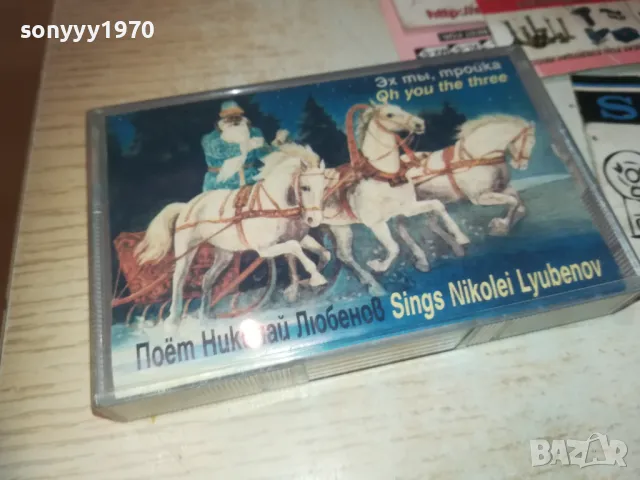 sonyyy1970
Эх ты, тройка
Oh you the three
Поёт Николай Любенов Sings Nikolei Lyubenov
S
BAZAR